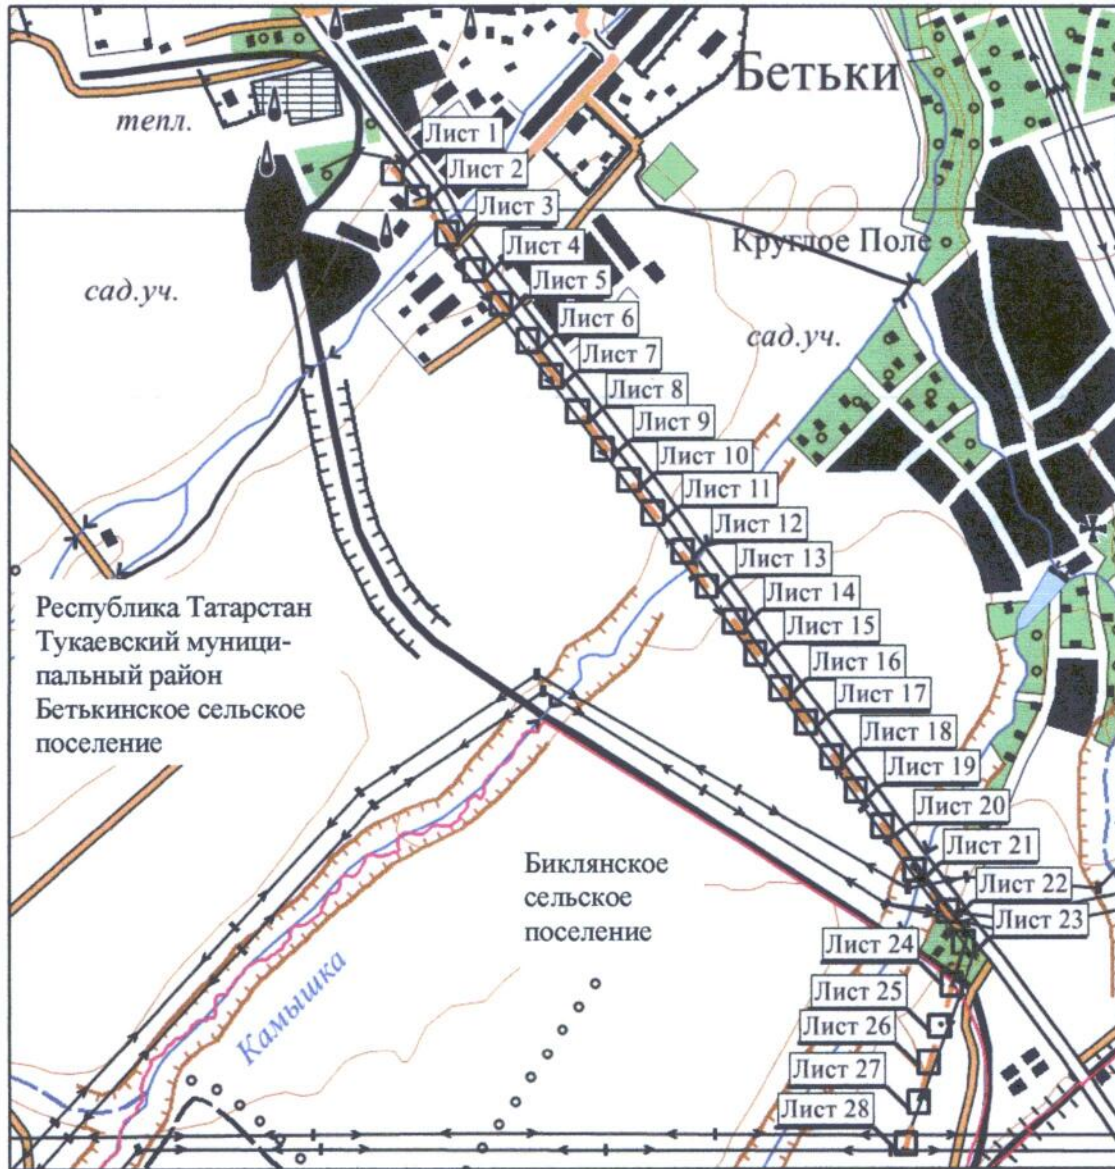 Бетьки
тепл.
Лист 1
Лист 2
Лист 3
Круглое Поле
Лист 4
сад.уч.
Лист 5
Лист 6
сад.уч.
Лист 7
Лист 8
Лист 9
Лист 10
Лист 11
Лист 12
Лист 13
Лист 14
Республика Татарстан
Тукаевский муници-
пальный район
Бетькинское сельское
поселение
Лист 15
Лист 16
Лист 17
Лист 18
Лист 19
Лист 20
Лист 21
Биклянское
сельское
поселение
Лист 22
Лист 23
Лист 24
Камышка
Лист 25
Лист 26
Лист 27
Лист 28